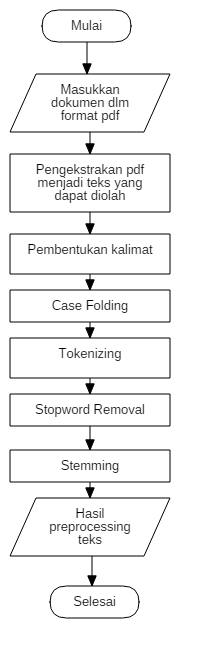 Mulai
Masukkan
dokumen dlm
format pdf
Pengekstrakan pdf
menjadi teks yang
dapat diolah
Pembentukan kalimat
Case Folding
Tokenizing
Stopword Removal
Stemming
Hasil
preprocessing
teks
Selesai